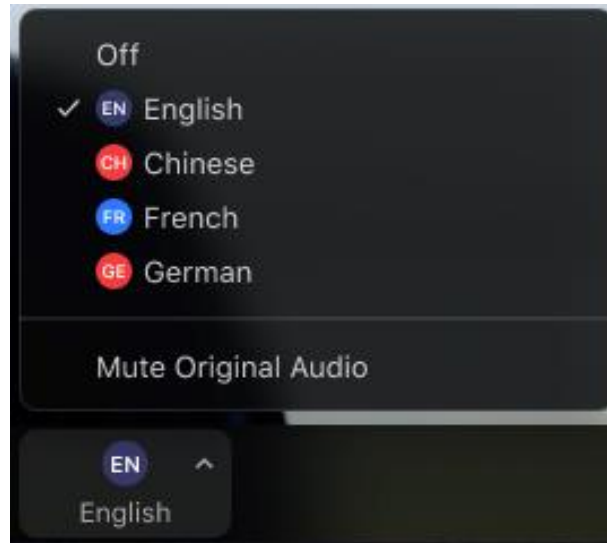 Off
EN English
CH Chinese
FR French
GE German
Mute Original Audio
EN
English